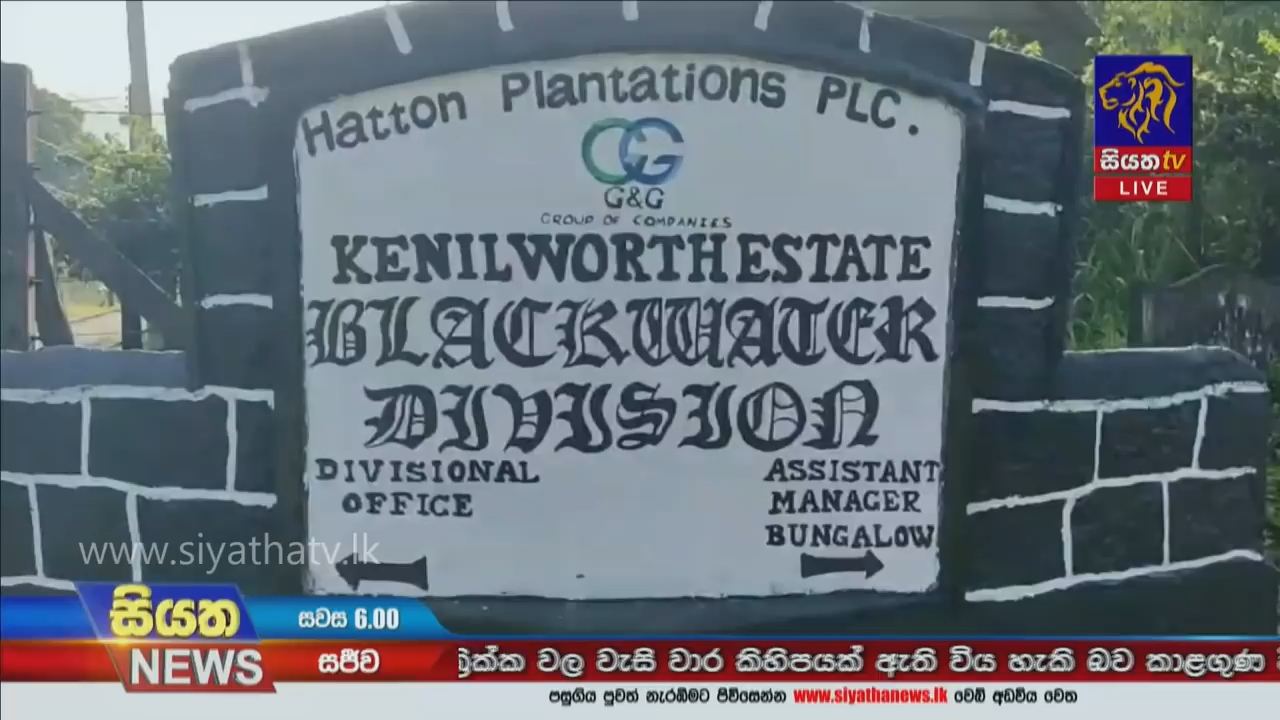 Hatton Plantations PLC.
G&G
GROUP OF COMPANIES
KENILWORTH ESTATE
BLACKWATER
DIVISION
DIVISIONAL
OFFICE
ASSISTANT
MANAGER
BUNGALOW
සියත tv
LIVE
www.siyathatv.lk
සියත
NEWS
සවස 6.00
සජීව
වල වැසි වාර කිහිපයක් ඇති විය හැකි බව කාළගුණ
පසුගිය පුවත් නැරඹීමට පිවිසෙන්න www.siyathanews.lk වෙබ් අඩවිය වෙත